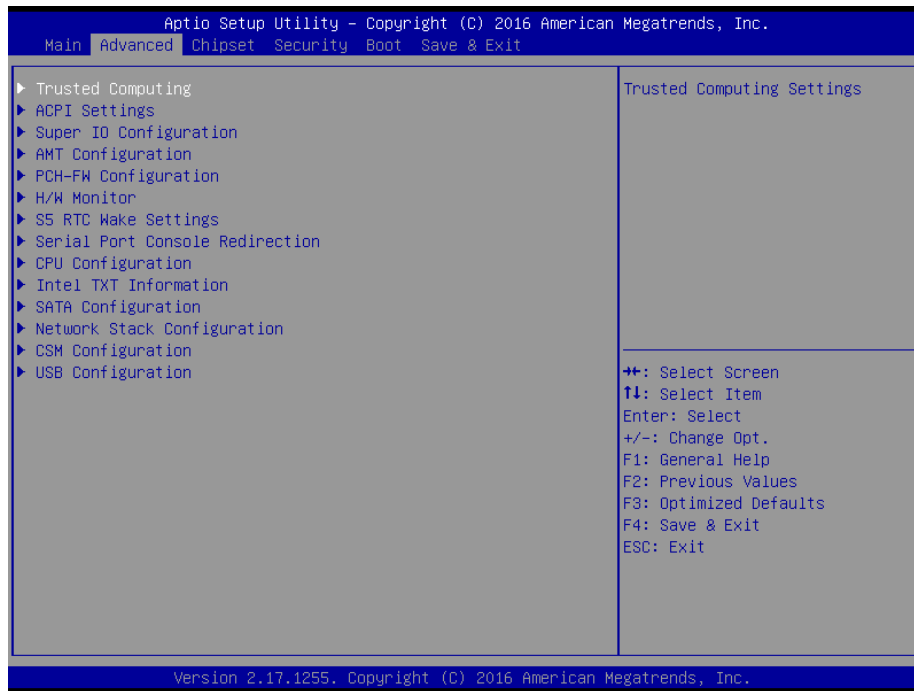 Aptio Setup Utility – Copyright (C) 2016 American Megatrends, Inc.
Main Advanced Chipset Security Boot Save & Exit
Trusted Computing
ACPI Settings
Super IO Configuration
AMT Configuration
PCH-FW Configuration
H/W Monitor
S5 RTC Wake Settings
Serial Port Console Redirection
CPU Configuration
Intel TXT Information
SATA Configuration
Network Stack Configuration
CSM Configuration
USB Configuration
Trusted Computing Settings
→←: Select Screen
↑↓: Select Item
Enter: Select
+/-: Change Opt.
F1: General Help
F2: Previous Values
F3: Optimized Defaults
F4: Save & Exit
ESC: Exit
Version 2.17.1255. Copyright (C) 2016 American Megatrends, Inc.